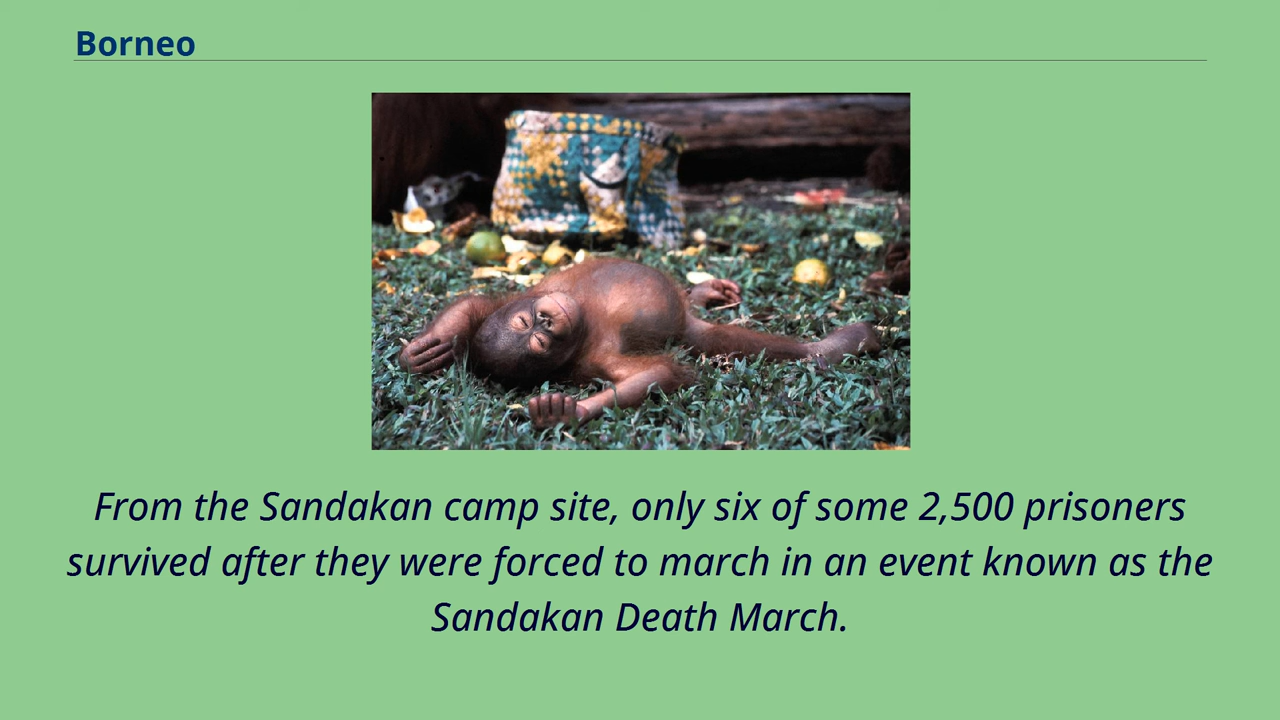 Borneo
From the Sandakan camp site, only six of some 2,500 prisoners
survived after they were forced to march in an event known as the
Sandakan Death March.